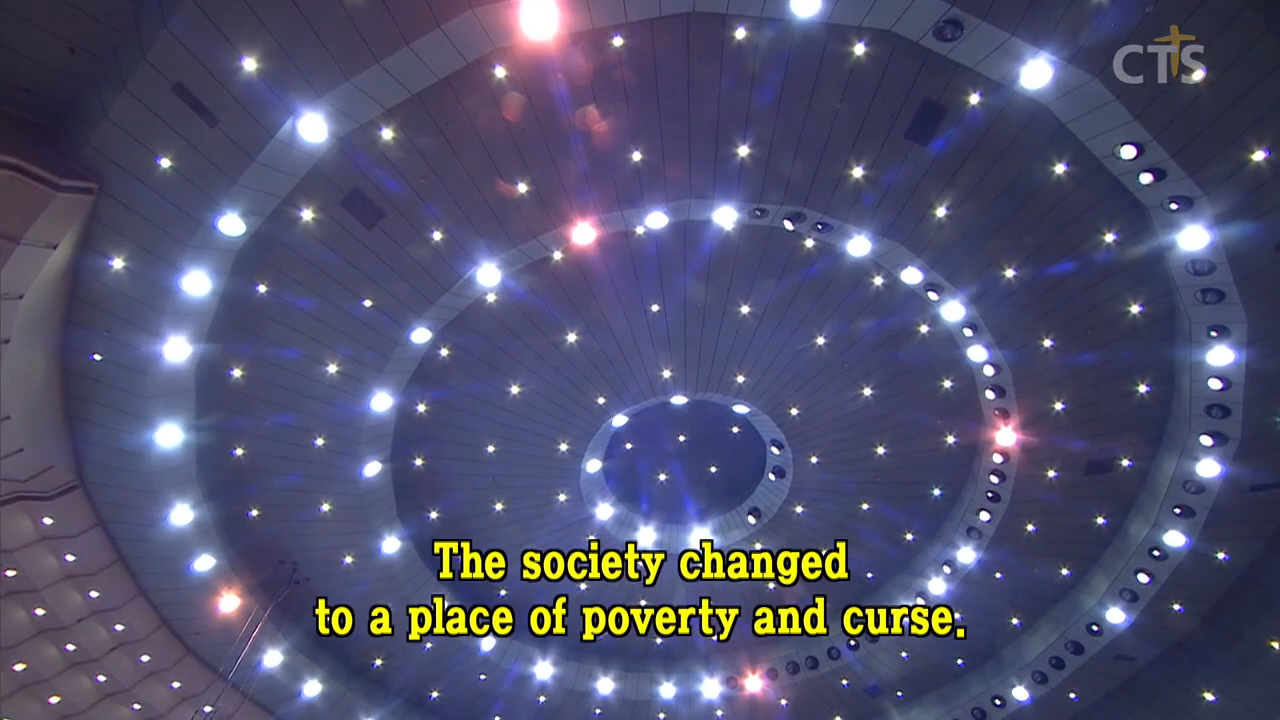 CTS
The society changed
to a place of poverty and curse.